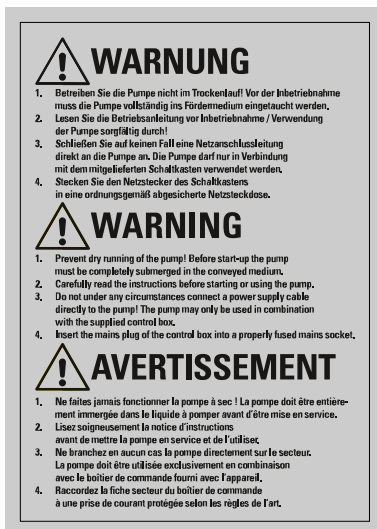 WARNUNG
1. Betreiben Sie die Pumpe nicht im Trockenlauf! Vor der Inbetriebnahme
muss die Pumpe vollständig ins Fördermedium eingetaucht werden.
2. Lesen Sie die Betriebsanleitung vor Inbetriebnahme / Verwendung
der Pumpe sorgfältig durch!
3. Schließen Sie auf keinen Fall eine Netzanschlussleitung
direkt an die Pumpe an. Die Pumpe darf nur in Verbindung
mit dem mitgelieferten Schaltkasten verwendet werden.
4. Stecken Sie den Netzstecker des Schaltkastens
in eine ordnungsgemäß abgesicherte Netzsteckdose.
WARNING
1. Prevent dry running of the pump! Before start-up the pump
must be completely submerged in the conveyed medium.
2. Carefully read the instructions before starting or using the pump.
3. Do not under any circumstances connect a power supply cable
directly to the pump! The pump may only be used in combination
with the supplied control box.
4. Insert the mains plug of the control box into a properly fused mains socket.
AVERTISSEMENT
1. Ne faites jamais fonctionner la pompe à sec ! La pompe doit être entière-
ment immergée dans le liquide à pomper avant d'être mise en service.
2. Lisez soigneusement la notice d'instructions
avant de mettre la pompe en service et de l'utiliser.
3. Ne branchez en aucun cas la pompe directement sur le secteur.
La pompe doit être utilisée exclusivement en combinaison
avec le boîtier de commande fourni avec l'appareil.
4. Raccordez la fiche secteur du boîtier de commande
à une prise de courant protégée selon les règles de l'art.